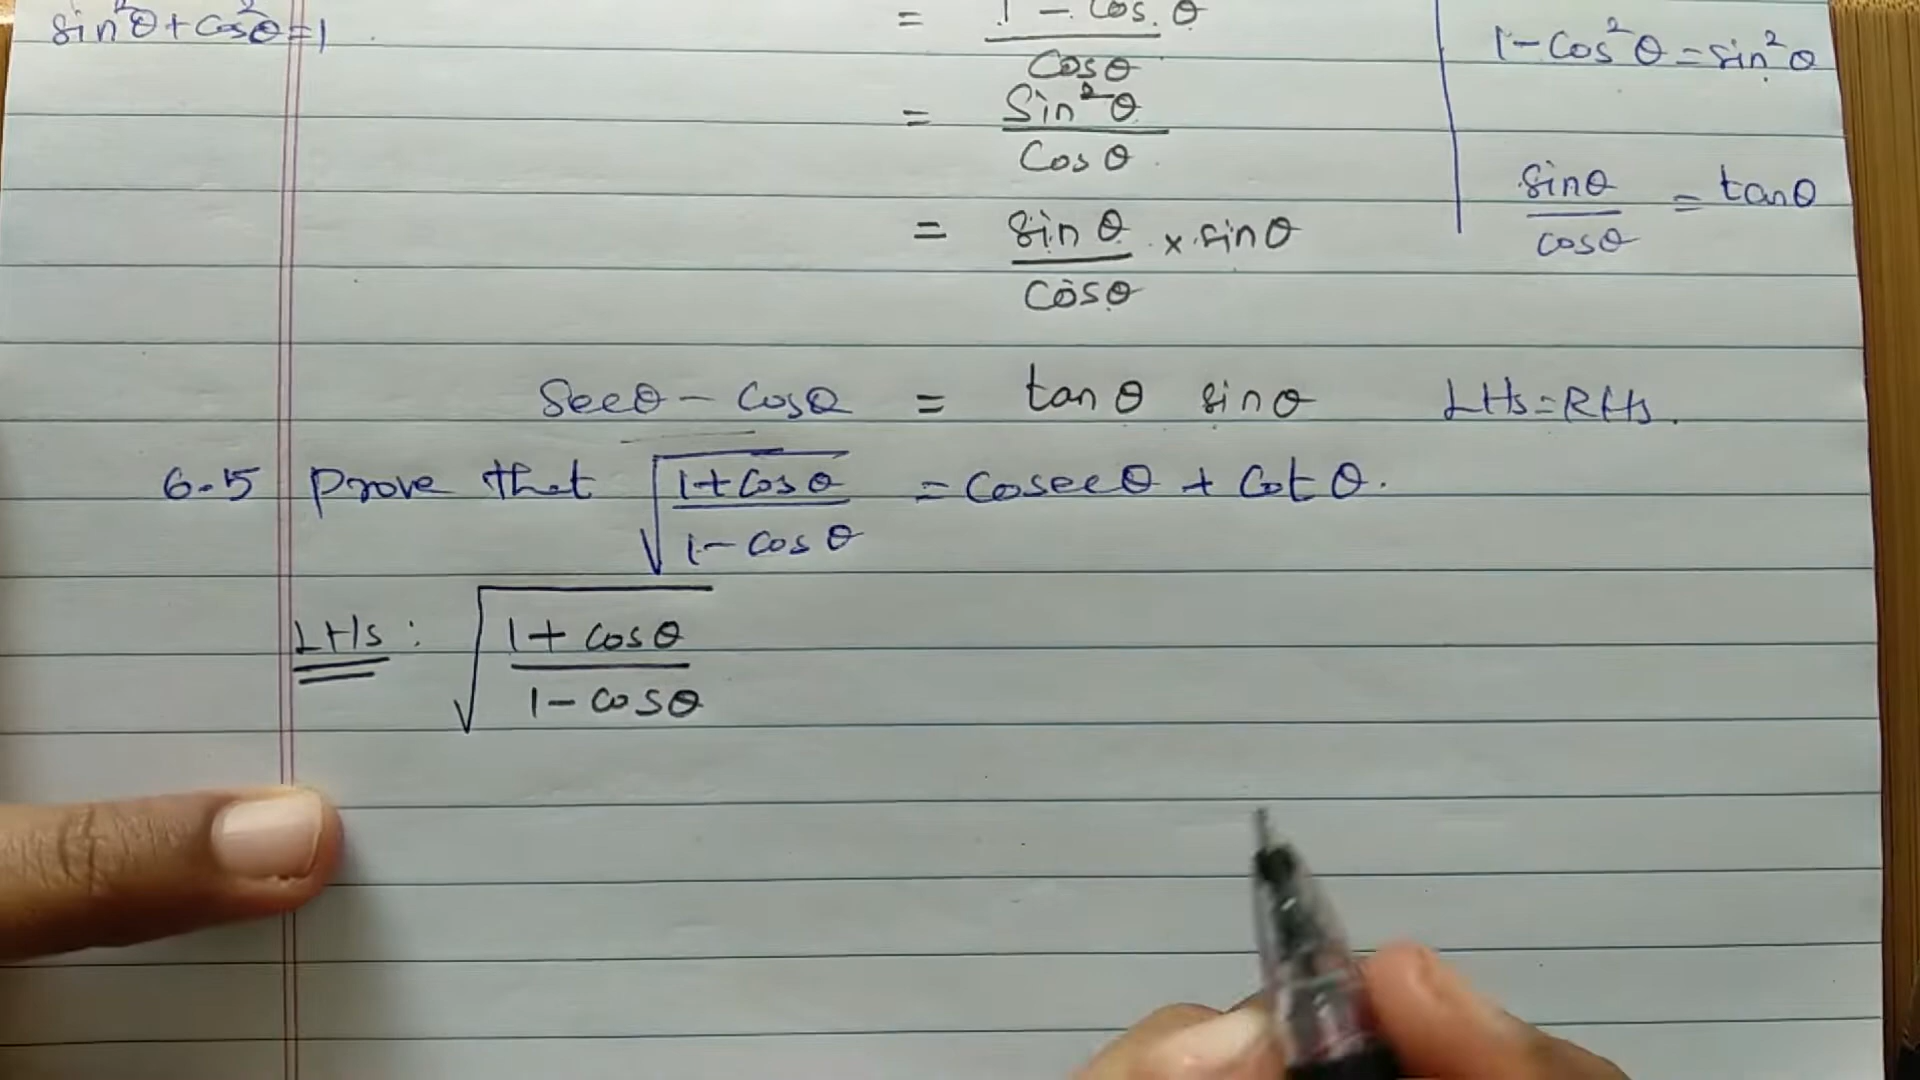 sin²θ + cos²θ = 1
= 1 - cos²θ / cosθ
1 - cos²θ = sin²θ
= sin²θ / cosθ
sinθ / cosθ = tanθ
= sinθ / cosθ × sinθ
secθ - cosθ = tanθ sinθ LHS = RHS.
6.5 prove that √(1+cosθ / 1-cosθ) = cosecθ + cotθ.
LHS : √(1+cosθ / 1-cosθ)